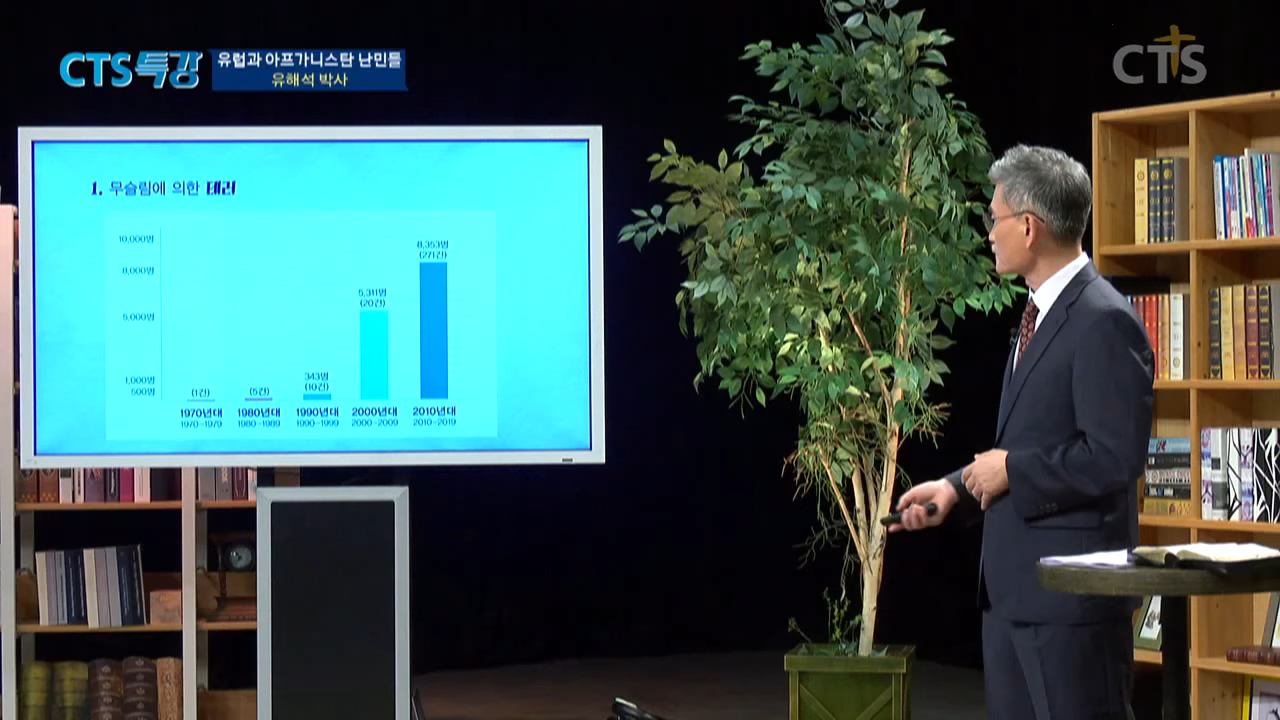 CTS특강
유럽과 아프가니스탄 난민들
유해석 박사
CTS
1. 무슬림에 의한 테러
10,000명
8,000명
5,000명
1,000명
500명
(1건)
(5건)
343명
(10건)
5,311명
(20건)
8,353명
(271건)
1970년대 1980년대 1990년대 2000년대 2010년대
1970-1979 1980-1989 1990-1999 2000-2009 2010-2019